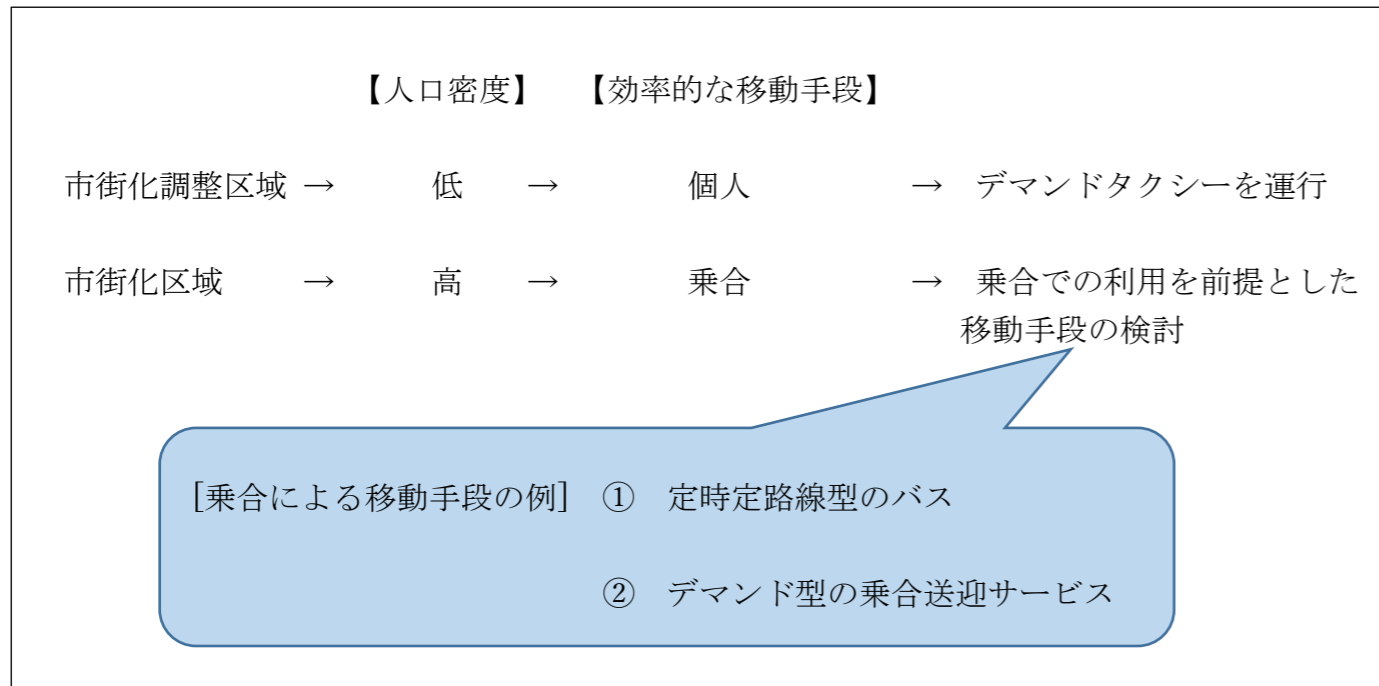 【人口密度】 【効率的な移動手段】
市街化調整区域 → 低 → 個人 → デマンドタクシーを運行
市街化区域 → 高 → 乗合 → 乗合での利用を前提とした
移動手段の検討
[乗合による移動手段の例] ① 定時定路線型のバス
② デマンド型の乗合送迎サービス